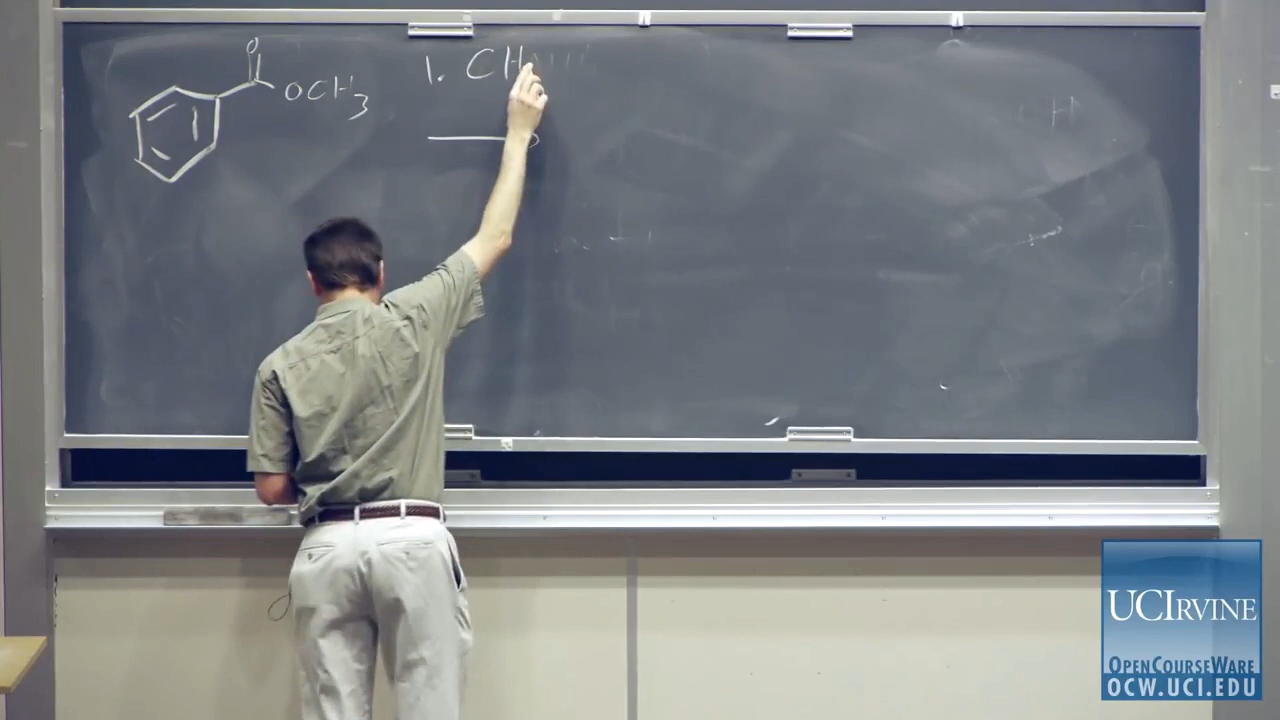 O
OCH3
1. CH
H
UCIRVINE
OPENCOURSEWARE
OCW.UCI.EDU